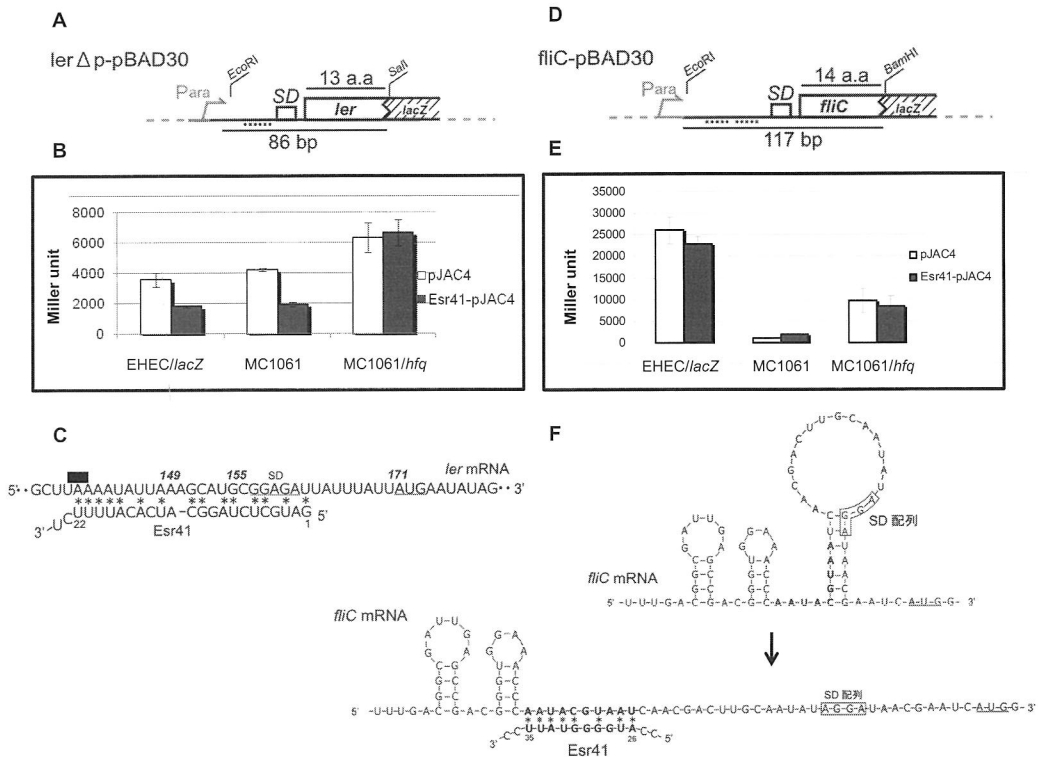 A
ler Δ p-pBAD30
Para
EcoRI
SD
13 a.a
ler
SalI
lacZ
86 bp
B
Miller unit
8000
6000
4000
2000
0
pJAC4
Esr41-pJAC4
EHEC/lacZ
MC1061
MC1061/hfq
C
149
155
SD
171
ler mRNA
5'‧‧GCUUAAAAUAUUAAAGCAUGCGGAGAUUAUUUAUUAUGAAUAUAG‧‧3'
3' UC UUUUACACUA-CGGAUCUCGUAG 5'
22
1
Esr41
D
fliC-pBAD30
Para
EcoRI
SD
14 a.a
fliC
BamHI
lacZ
117 bp
E
Miller unit
35000
30000
25000
20000
15000
10000
5000
0
pJAC4
Esr41-pJAC4
EHEC/lacZ
MC1061
MC1061/hfq
F
SD 配列
fliC mRNA
fliC mRNA
SD 配列
Esr41
35
26